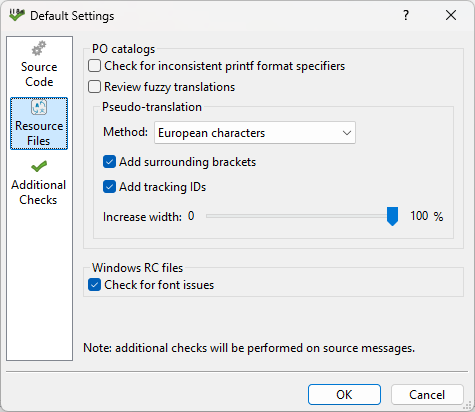 Default Settings
?
Source
Code
Resource
Files
Additional
Checks
PO catalogs
Check for inconsistent printf format specifiers
Review fuzzy translations
Pseudo-translation
Method: European characters
Add surrounding brackets
Add tracking IDs
Increase width: 0 100 %
Windows RC files
Check for font issues
Note: additional checks will be performed on source messages.
OK Cancel